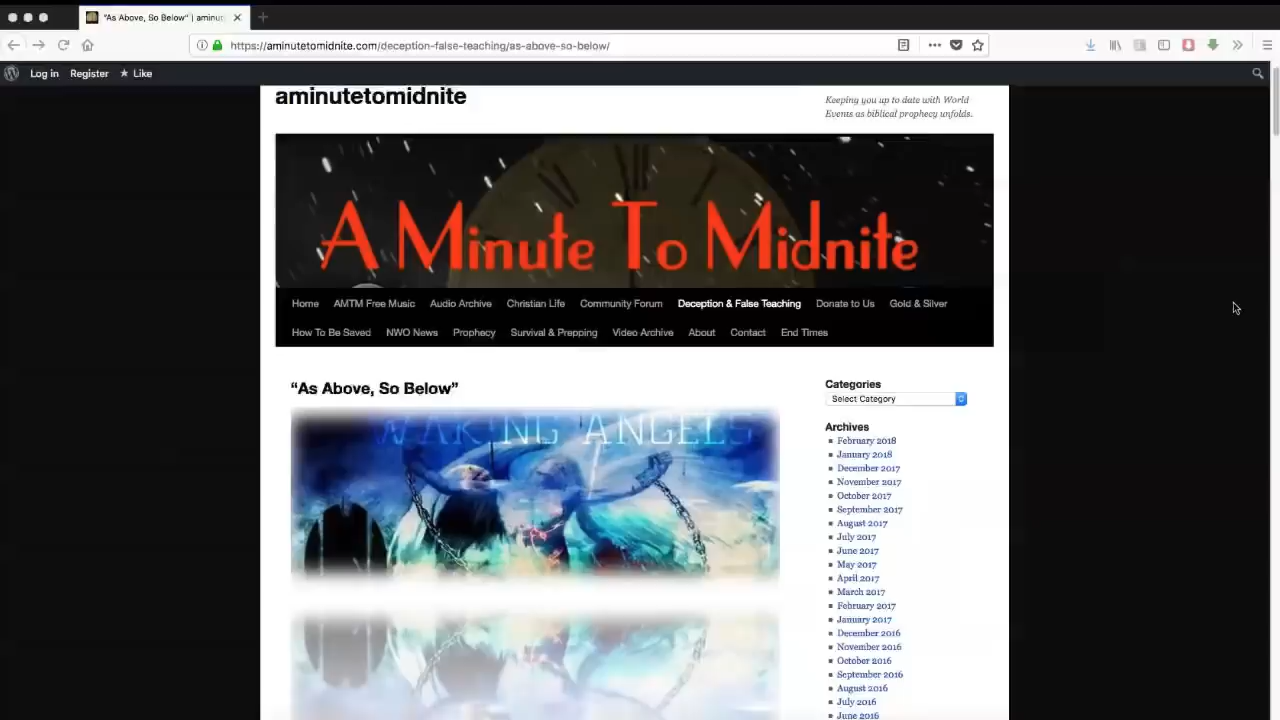 "As Above, So Below" | aminut
https://aminutetomidnite.com/deception-false-teaching/as-above-so-below/
Log in Register Like
aminutetomidnite
Keeping you up to date with World
Events as biblical prophecy unfolds.
A Minute To Midnite
Home AMTM Free Music Audio Archive Christian Life Community Forum Deception & False Teaching Donate to Us Gold & Silver
How To Be Saved NWO News Prophecy Survival & Prepping Video Archive About Contact End Times
“As Above, So Below”
WAKING ANGELS
Categories
Select Category
Archives
February 2018
January 2018
December 2017
November 2017
October 2017
September 2017
August 2017
July 2017
June 2017
May 2017
April 2017
March 2017
February 2017
January 2017
December 2016
November 2016
October 2016
September 2016
August 2016
July 2016
June 2016